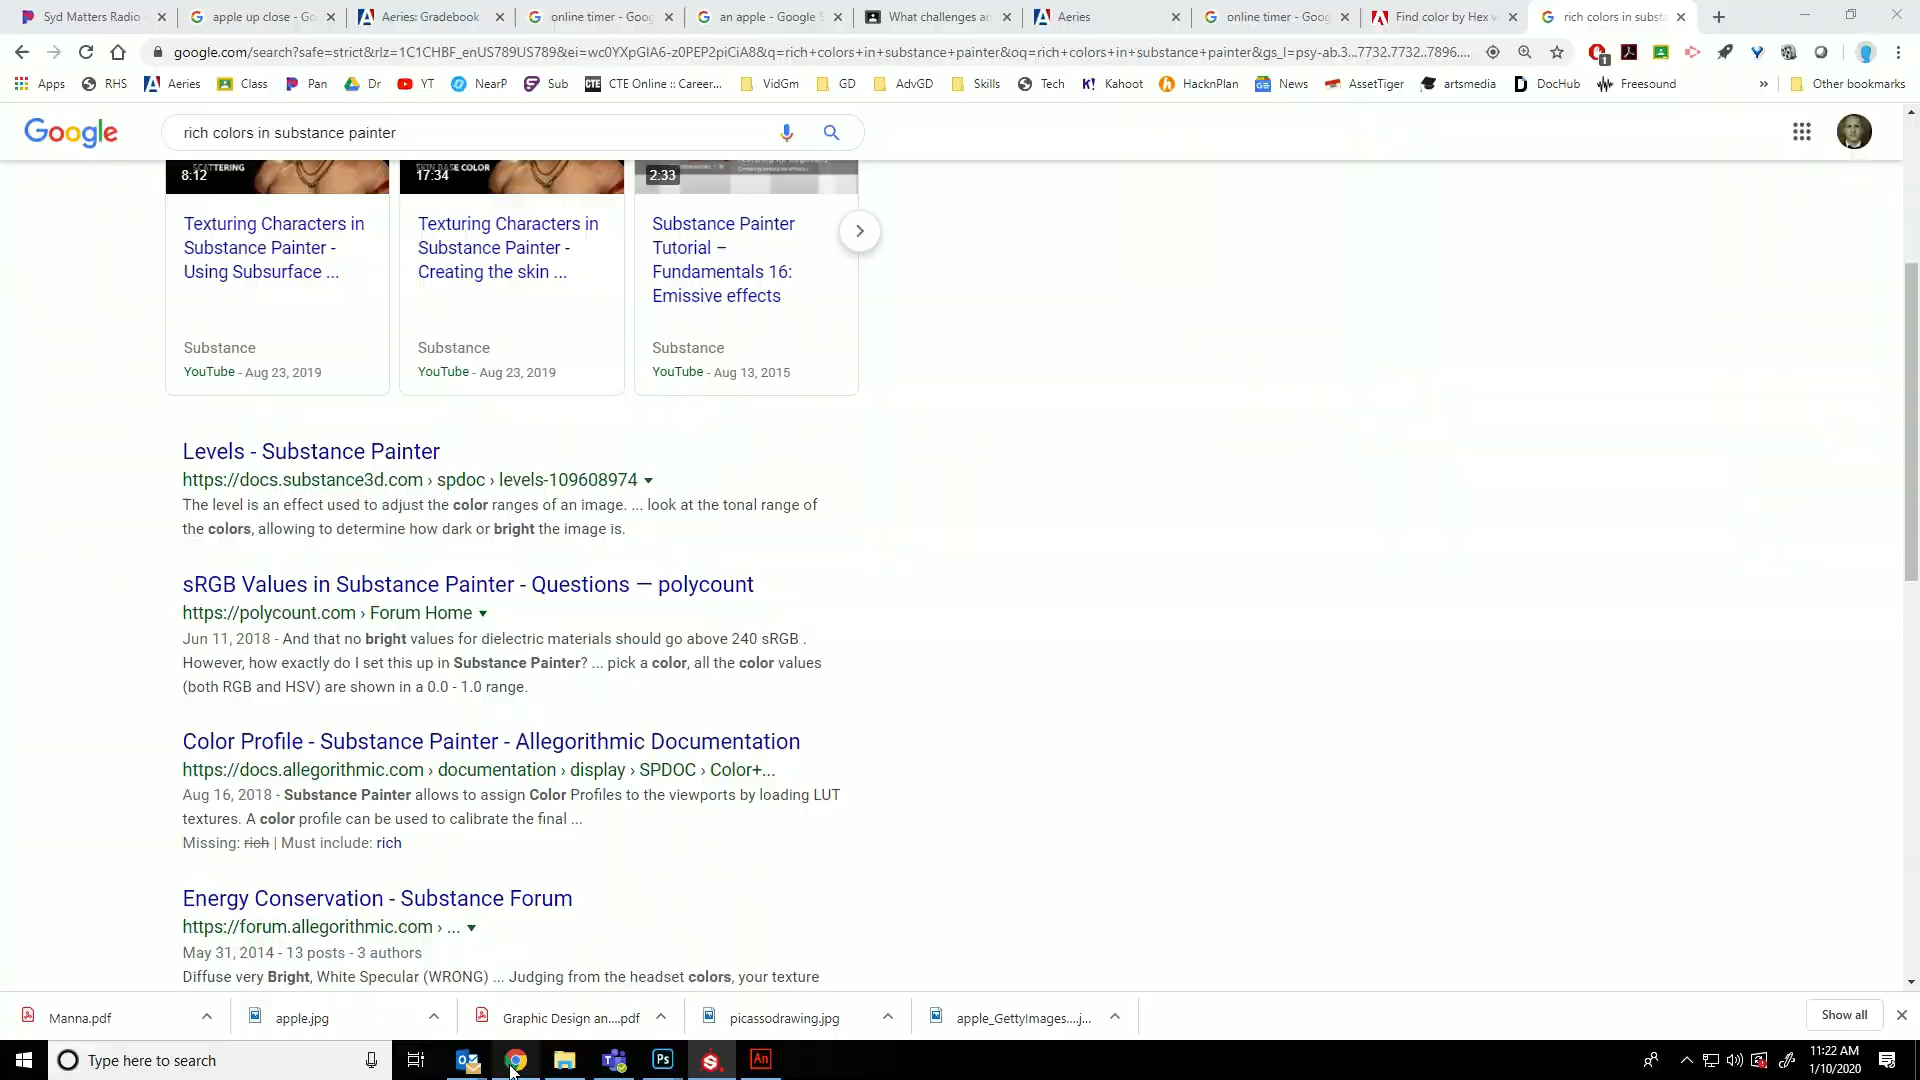 Syd Matters Radio
apple up close - Go
Aeries: Gradebook
online timer - Goog
an apple - Google S
What challenges ac
Aeries
online timer - Goog
Find color by Hex v
rich colors in substa
google.com/search?safe=strict&rlz=1C1CHBF_enUS789US789&ei=wc0YXpGIA6-z0PEP2piCiA8&q=rich+colors+in+substance+painter&oq=rich+colors+in+substance+painter&gs_l=psy-ab.3...7732.7732..7896....
1
Apps RHS Aeries Class Pan Dr YT NearP Sub CTE CTE Online :: Career... VidGm GD AdvGD Skills Tech K! Kahoot HacknPlan News AssetTiger artsmedia DocHub Freesound » Other bookmarks
Google
rich colors in substance painter
8:12
17:34
2:33
Texturing Characters in
Substance Painter -
Using Subsurface ...
Substance
YouTube - Aug 23, 2019
Texturing Characters in
Substance Painter -
Creating the skin ...
Substance
YouTube - Aug 23, 2019
Substance Painter
Tutorial –
Fundamentals 16:
Emissive effects
Substance
YouTube - Aug 13, 2015
Levels - Substance Painter
https://docs.substance3d.com › spdoc › levels-109608974
The level is an effect used to adjust the color ranges of an image. ... look at the tonal range of
the colors, allowing to determine how dark or bright the image is.
sRGB Values in Substance Painter - Questions — polycount
https://polycount.com › Forum Home
Jun 11, 2018 - And that no bright values for dielectric materials should go above 240 sRGB .
However, how exactly do I set this up in Substance Painter? ... pick a color, all the color values
(both RGB and HSV) are shown in a 0.0 - 1.0 range.
Color Profile - Substance Painter - Allegorithmic Documentation
https://docs.allegorithmic.com › documentation › display › SPDOC › Color+...
Aug 16, 2018 - Substance Painter allows to assign Color Profiles to the viewports by loading LUT
textures. A color profile can be used to calibrate the final ...
Missing: rich | Must include: rich
Energy Conservation - Substance Forum
https://forum.allegorithmic.com › ...
May 31, 2014 - 13 posts - 3 authors
Diffuse very Bright, White Specular (WRONG) ... Judging from the headset colors, your texture
Manna.pdf
apple.jpg
Graphic Design an....pdf
picassodrawing.jpg
apple_GettyImages....j...
Show all
Type here to search
Ps
An
11:22 AM
1/10/2020